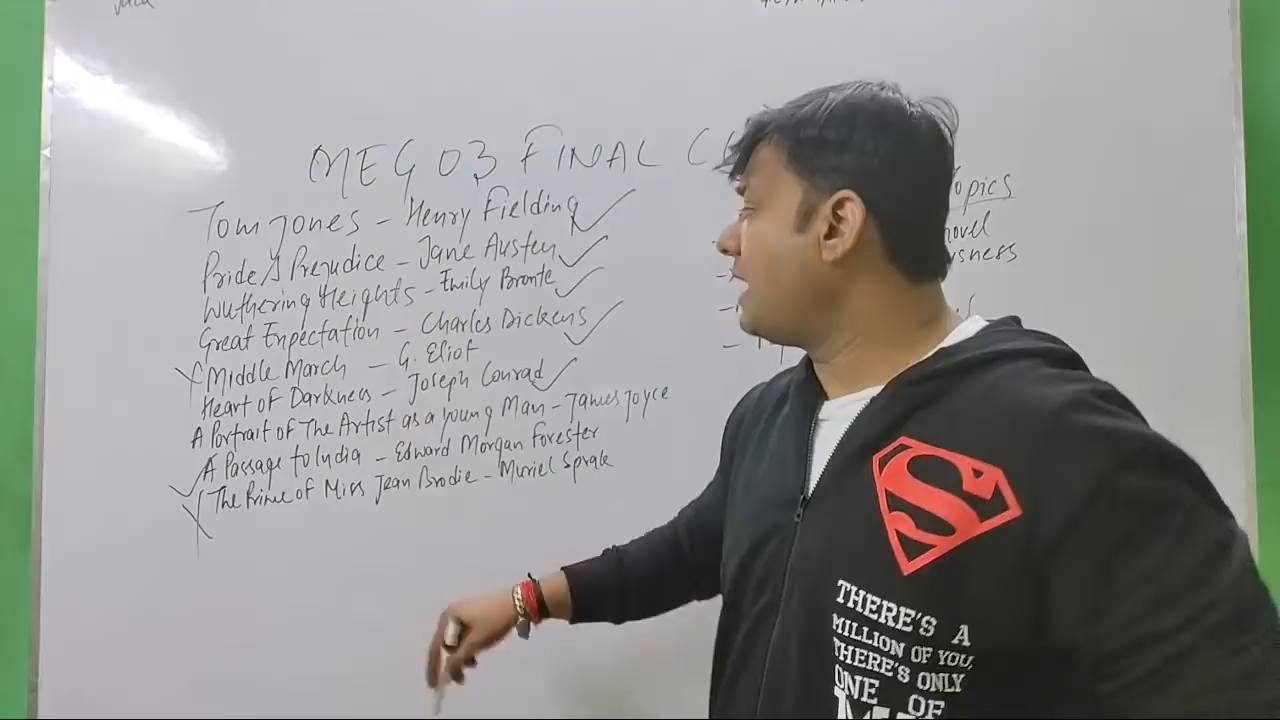 MEG 03 FINAL C
Tom Jones - Henry Fielding
Pride & Prejudice - Jane Austen
Wuthering Heights - Emily Bronte
Great Enpectation - Charles Dickens
Middle March - G. Eliot
Heart of Darkness - Joseph Conrad
A Portrait of The Artist as a young Man - James Joyce
A Passage to India - Edward Morgan Forester
The Prime of Miss Jean Brodie - Muriel Sprak
opics
novel
sness
S
THERE'S A
MILLION OF YOU,
THERE'S ONLY
ONE OF